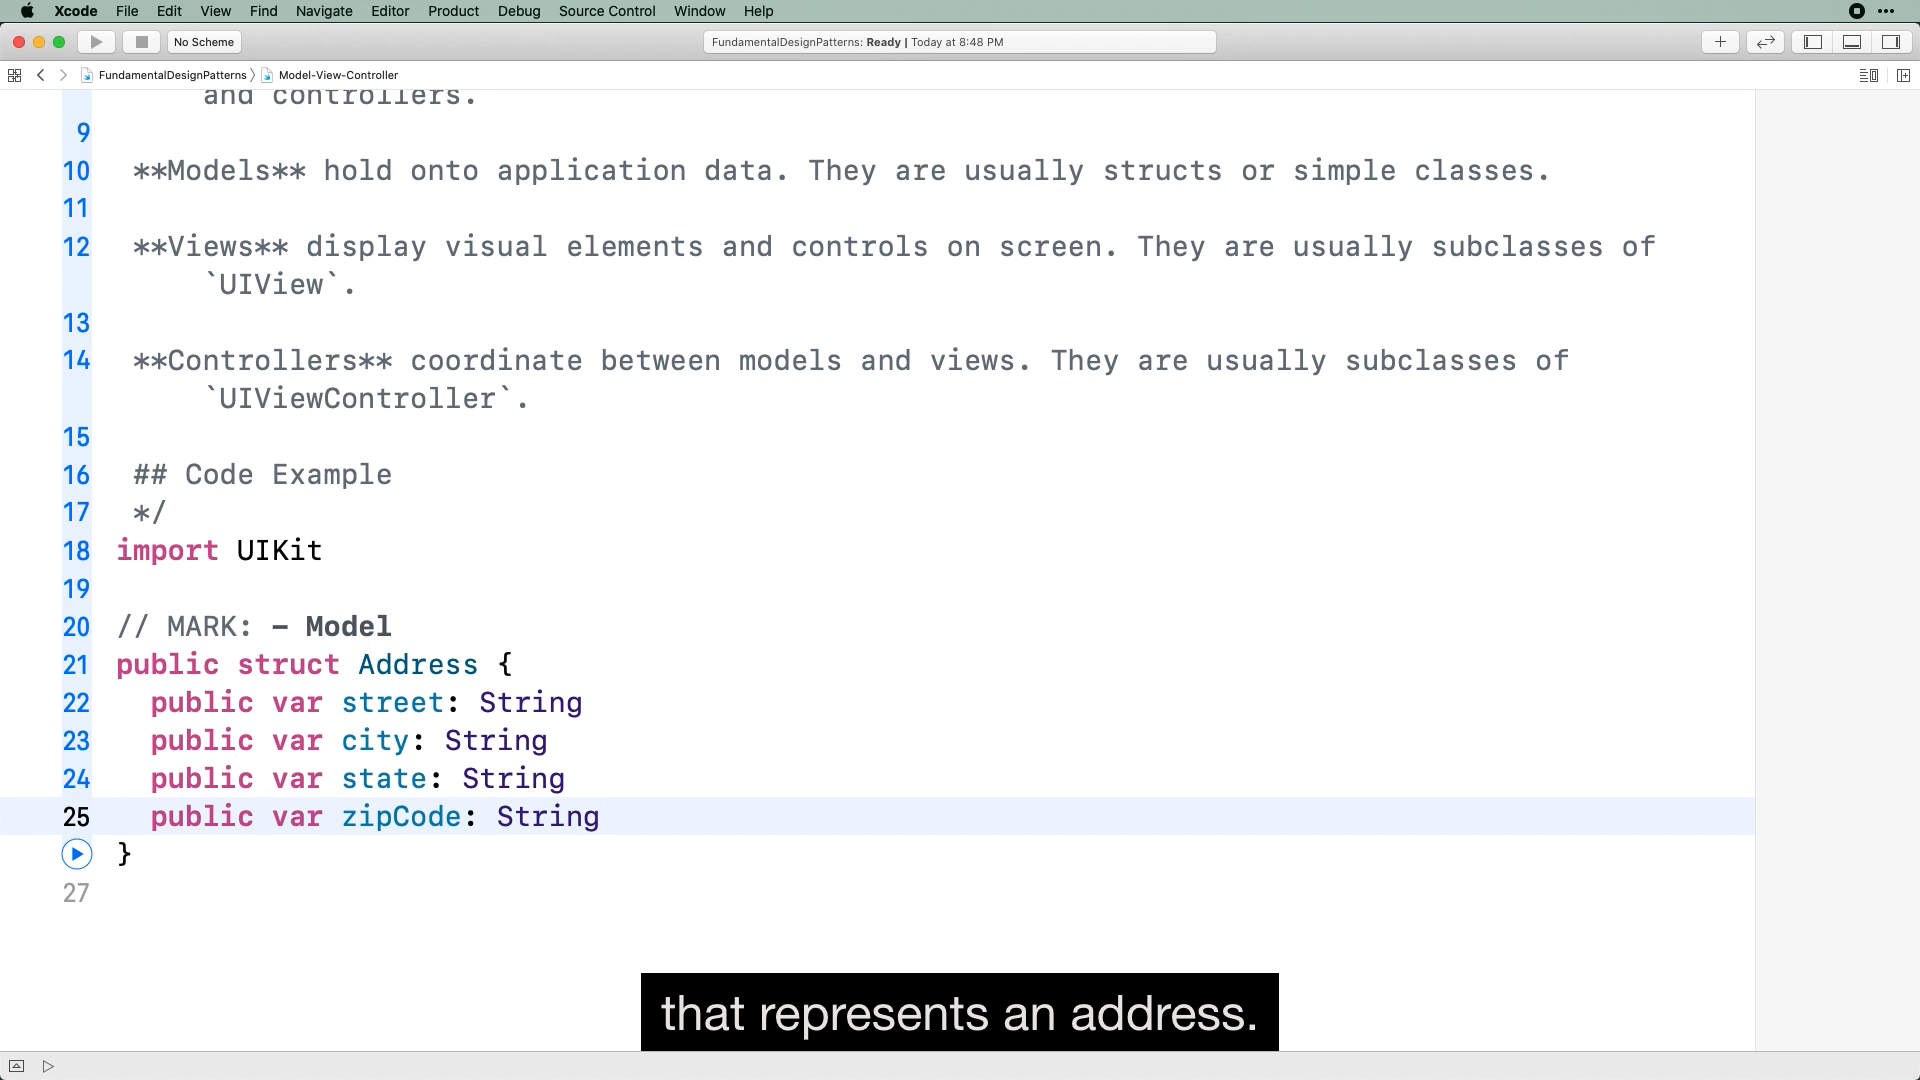 Xcode File Edit View Find Navigate Editor Product Debug Source Control Window Help
No Scheme
FundamentalDesignPatterns: Ready | Today at 8:48 PM
FundamentalDesignPatterns Model-View-Controller
and controllers.
9
10 **Models** hold onto application data. They are usually structs or simple classes.
11
12 **Views** display visual elements and controls on screen. They are usually subclasses of
`UIView`.
13
14 **Controllers** coordinate between models and views. They are usually subclasses of
`UIViewController`.
15
16 ## Code Example
17 */
18 import UIKit
19
20 // MARK: - Model
21 public struct Address {
22 public var street: String
23 public var city: String
24 public var state: String
25 public var zipCode: String
}
27
that represents an address.